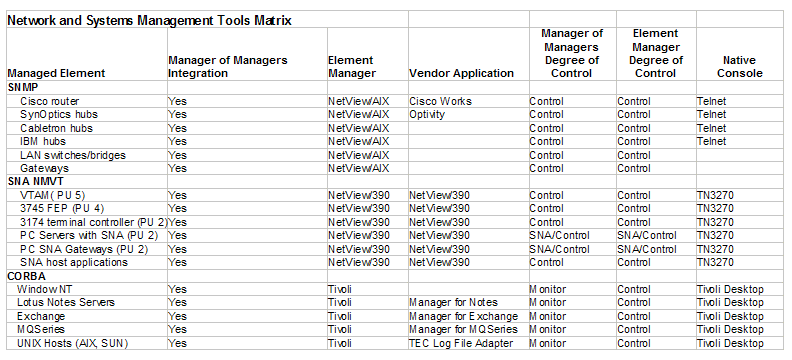 Network and Systems Management Tools Matrix
Managed Element Manager of Managers Integration Element Manager Vendor Application Manager of Managers Degree of Control Element Manager Degree of Control Native Console
SNMP
Cisco router Yes NetView/AIX Cisco Works Control Control Telnet
SynOptics hubs Yes NetView/AIX Optivity Control Control Telnet
Cabletron hubs Yes NetView/AIX Control Control Telnet
IBM hubs Yes NetView/AIX Control Control Telnet
LAN switches/bridges Yes NetView/AIX Control Control
Gateways Yes NetView/AIX Control Control
SNA NMVT
VTAM( PU 5) Yes NetView/390 NetView/390 Control Control TN3270
3745 FEP (PU 4) Yes NetView/390 NetView/390 Control Control TN3270
3174 terminal controller (PU 2) Yes NetView/390 NetView/390 Control Control TN3270
PC Servers with SNA (PU 2) Yes NetView/390 NetView/390 SNA/Control SNA/Control TN3270
PC SNA Gateways (PU 2) Yes NetView/390 NetView/390 SNA/Control SNA/Control TN3270
SNA host applications Yes NetView/390 NetView/390 Control Control TN3270
CORBA
Window NT Yes Tivoli Monitor Control Tivoli Desktop
Lotus Notes Servers Yes Tivoli Manager for Notes Monitor Control Tivoli Desktop
Exchange Yes Tivoli Manager for Exchange Monitor Control Tivoli Desktop
MQSeries Yes Tivoli Manager for MQSeries Monitor Control Tivoli Desktop
UNIX Hosts (AIX, SUN) Yes Tivoli TEC Log File Adapter Monitor Control Tivoli Desktop